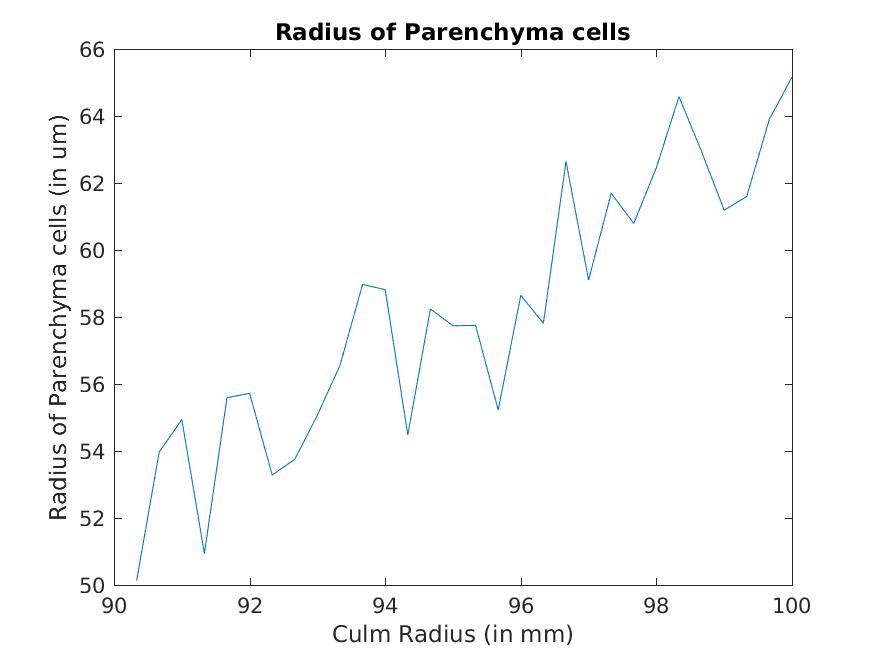 Radius of Parenchyma cells
66
64
62
60
58
56
54
52
50
Radius of Parenchyma cells (in um)
90 92 94 96 98 100
Culm Radius (in mm)